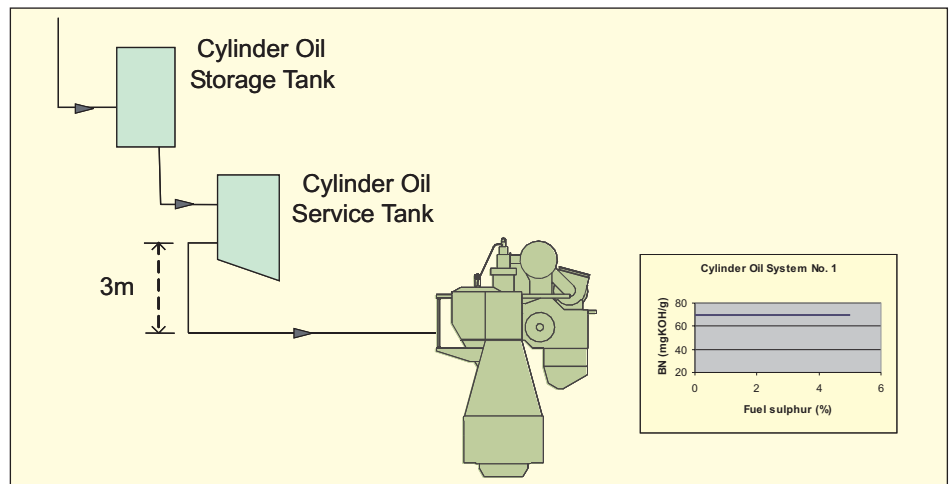 Cylinder Oil
Storage Tank
Cylinder Oil
Service Tank
3m
Cylinder Oil System No. 1
BN (mgKOH/g)
80
60
40
20
0 2 4 6
Fuel sulphur (%)